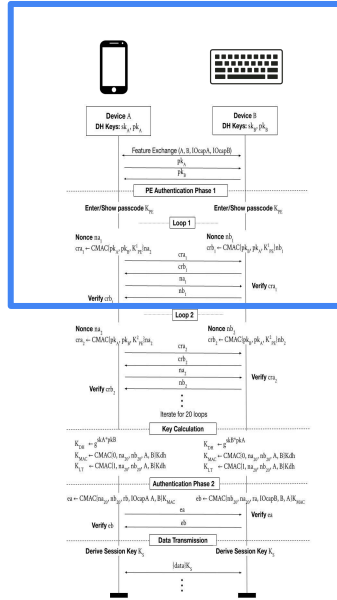 Device A
DH Keys: sk_A, pk_A
Device B
DH Keys: sk_B, pk_B
Feature Exchange (A, B, IOcapA, IOcapB)
pk_A
pk_B
PE Authentication Phase 1
Enter/Show passcode K_PE
Enter/Show passcode K_PE
Loop 1
Nonce na_1
cra_1 ← CMAC(pk_A, pk_B, K^1_PE|na_1
Nonce nb_1
crb_1 ← CMAC(pk_B, pk_A, K^1_PE|nb_1
cra_1
crb_1
na_1
Verify cra_1
nb_1
Verify crb_1
Loop 2
Nonce na_2
cra_2 ← CMAC(pk_A, pk_B, K^2_PE|na_2
Nonce nb_2
crb_2 ← CMAC(pk_B, pk_A, K^2_PE|nb_2
cra_2
crb_2
na_2
Verify cra_2
nb_2
Verify crb_2
Iterate for 20 loops
Key Calculation
K_DH ← g^skA*pkB
K_DH ← g^skB*pkA
K_MAC ← CMAC(0, na_20, nb_20, A, B|Kdh
K_MAC ← CMAC(0, na_20, nb_20, A, B|Kdh
K_LT ← CMAC(1, na_20, nb_20, A, B|Kdh
K_LT ← CMAC(1, na_20, nb_20, A, B|Kdh
Authentication Phase 2
ea ← CMAC(na_20, nb_20, rb, IOcapA A, B|K_MAC
eb ← CMAC(nb_20, na_20, ra, IOcapB, B, A|K_MAC
ea
Verify ea
eb
Verify eb
Data Transmission
Derive Session Key K_S
Derive Session Key K_S
{data}K_S